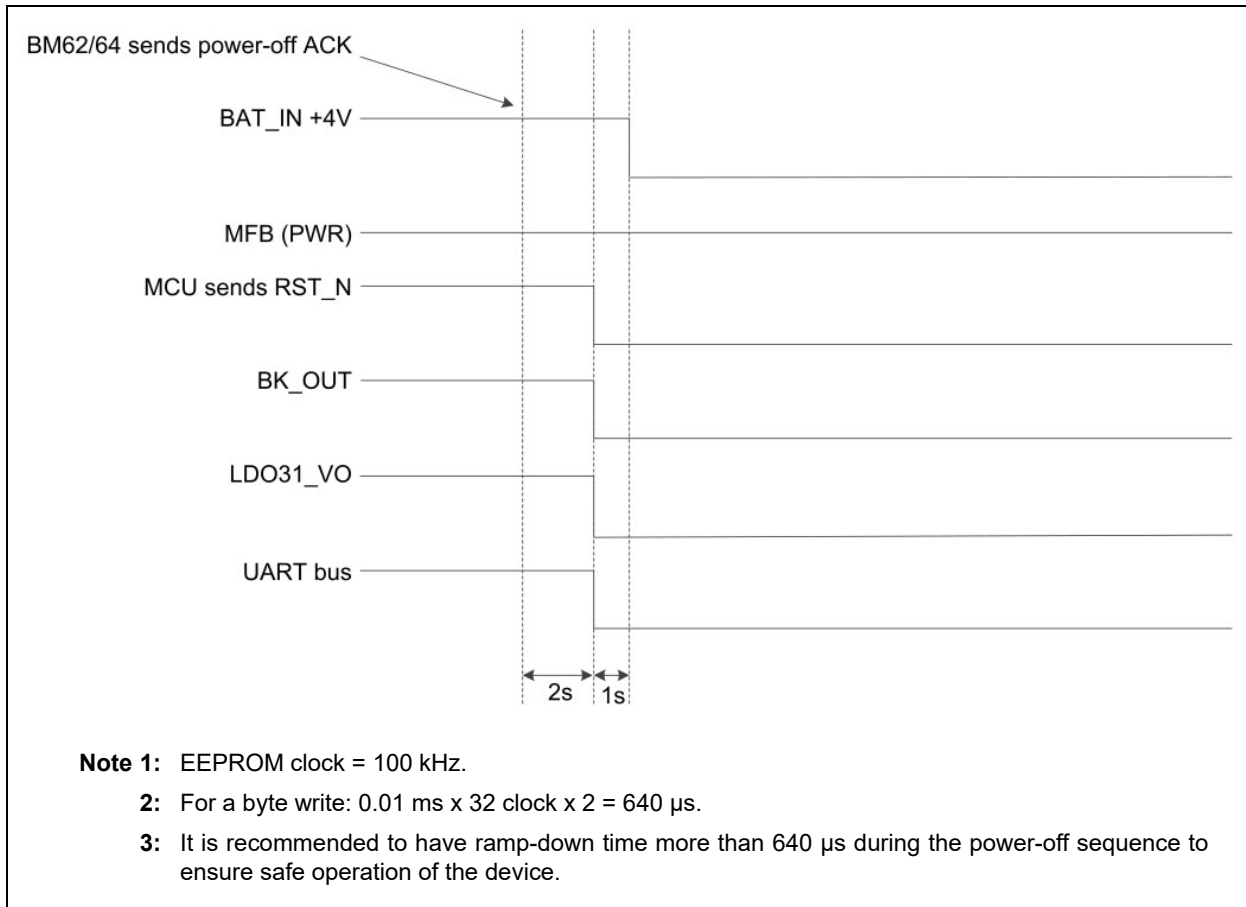 BM62/64 sends power-off ACK
BAT_IN +4V
MFB (PWR)
MCU sends RST_N
BK_OUT
LDO31_VO
UART bus
2s
1s
Note 1: EEPROM clock = 100 kHz.
2: For a byte write: 0.01 ms x 32 clock x 2 = 640 µs.
3: It is recommended to have ramp-down time more than 640 µs during the power-off sequence to
ensure safe operation of the device.